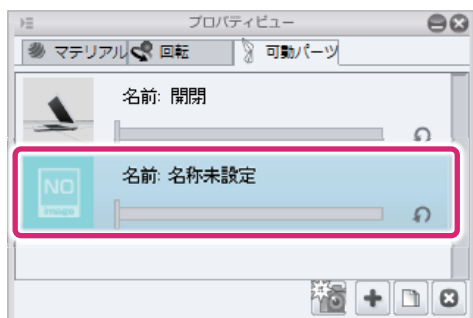 プロパティビュー
マテリアル 回転 可動パーツ
名前: 開閉
NO
image
名前: 名称未設定